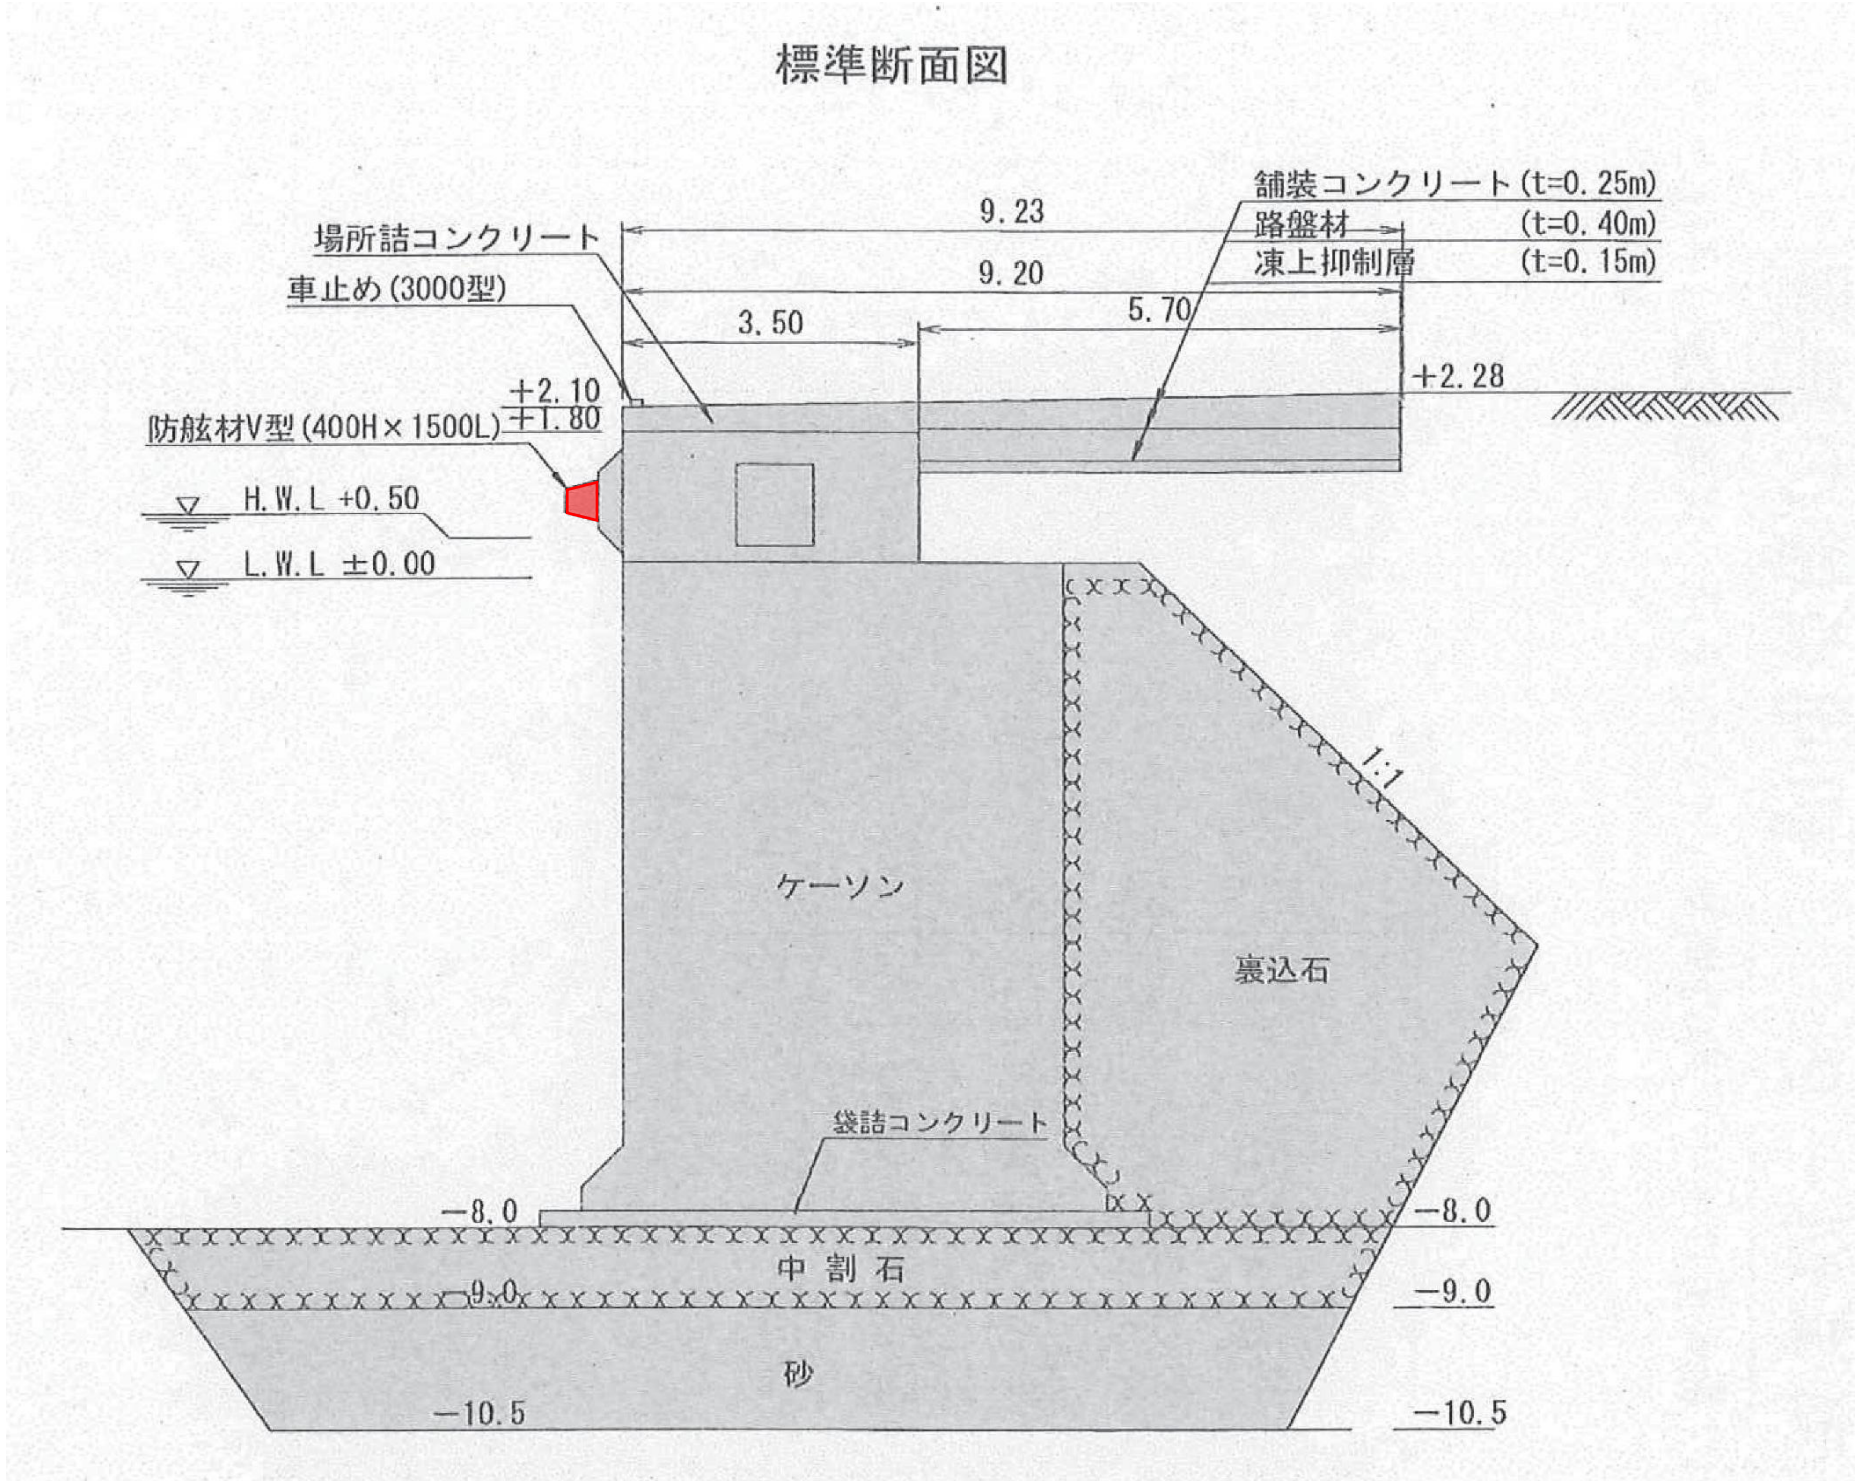 標準断面図
舗装コンクリート(t=0.25m)
路盤材 (t=0.40m)
凍上抑制層 (t=0.15m)
9.23
場所詰コンクリート
9.20
車止め(3000型)
5.70
3.50
+2.28
+2.10
+1.80
防舷材V型(400H×1500L)
H.W.L +0.50
L.W.L ±0.00
1:1
ケーソン
裏込石
袋詰コンクリート
-8.0
-8.0
中割石
-9.0
-9.0
砂
-10.5
-10.5